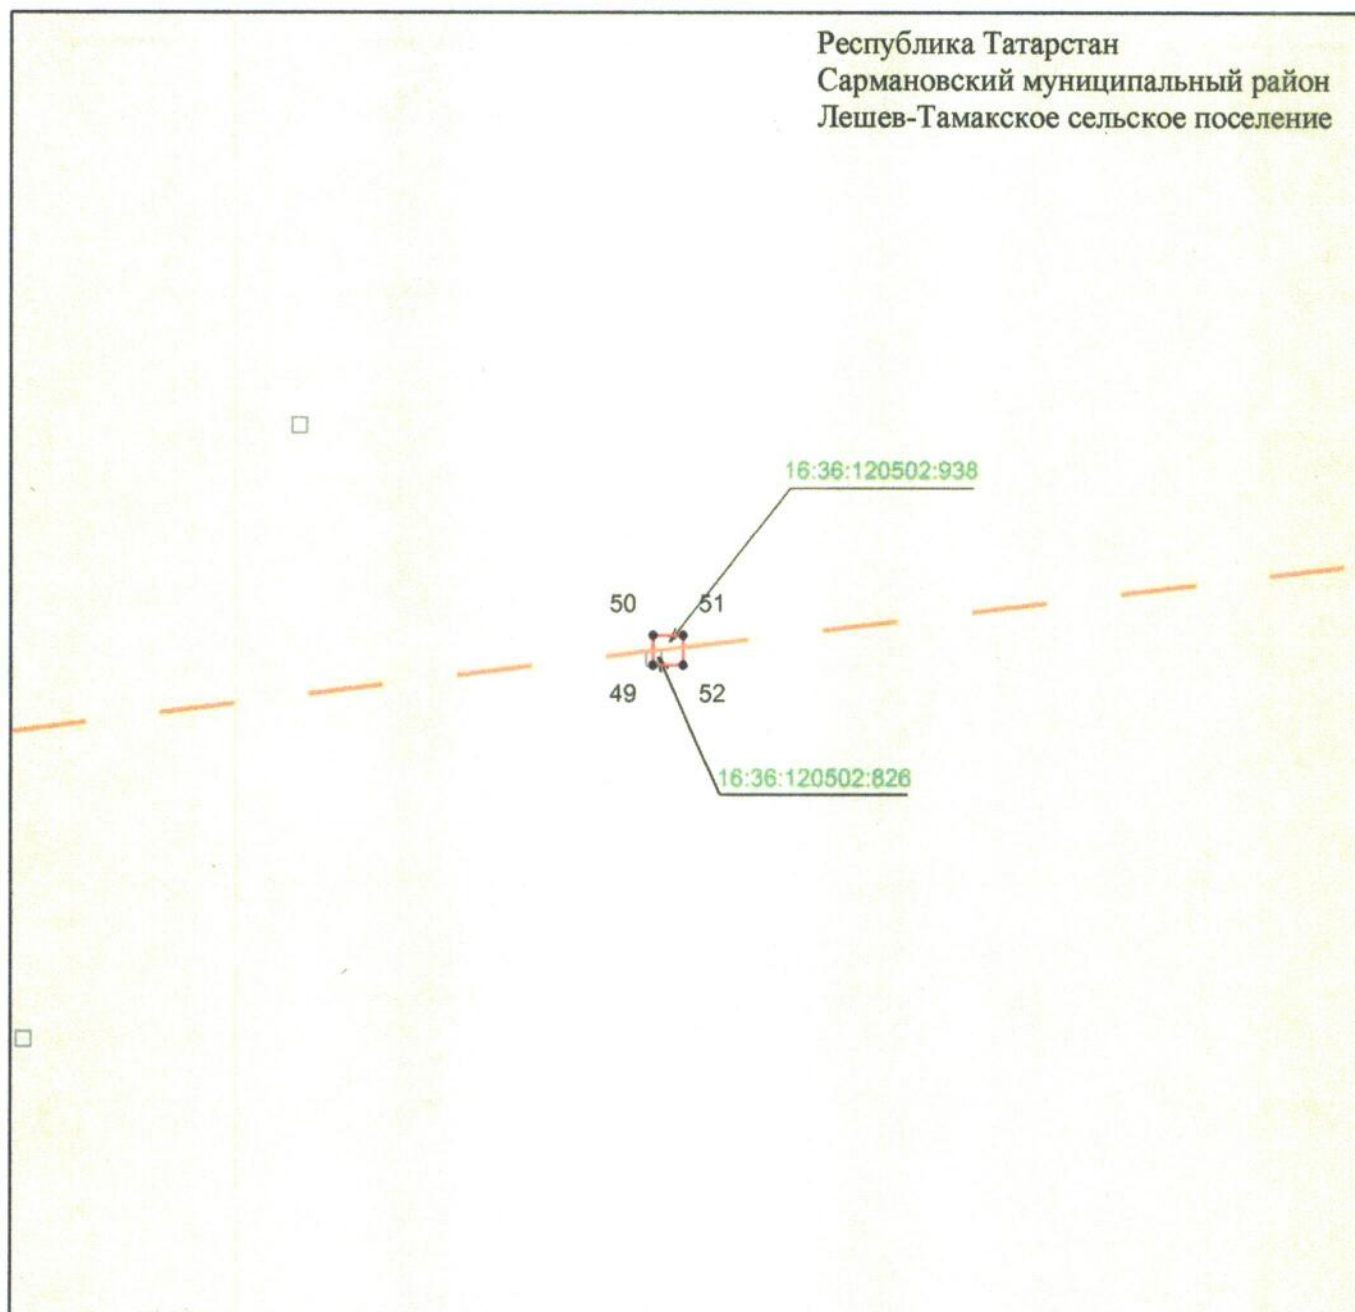 Республика Татарстан
Сармановский муниципальный район
Лешев-Тамакское сельское поселение
16:36:120502:938
50 51
49 52
16:36:120502:826